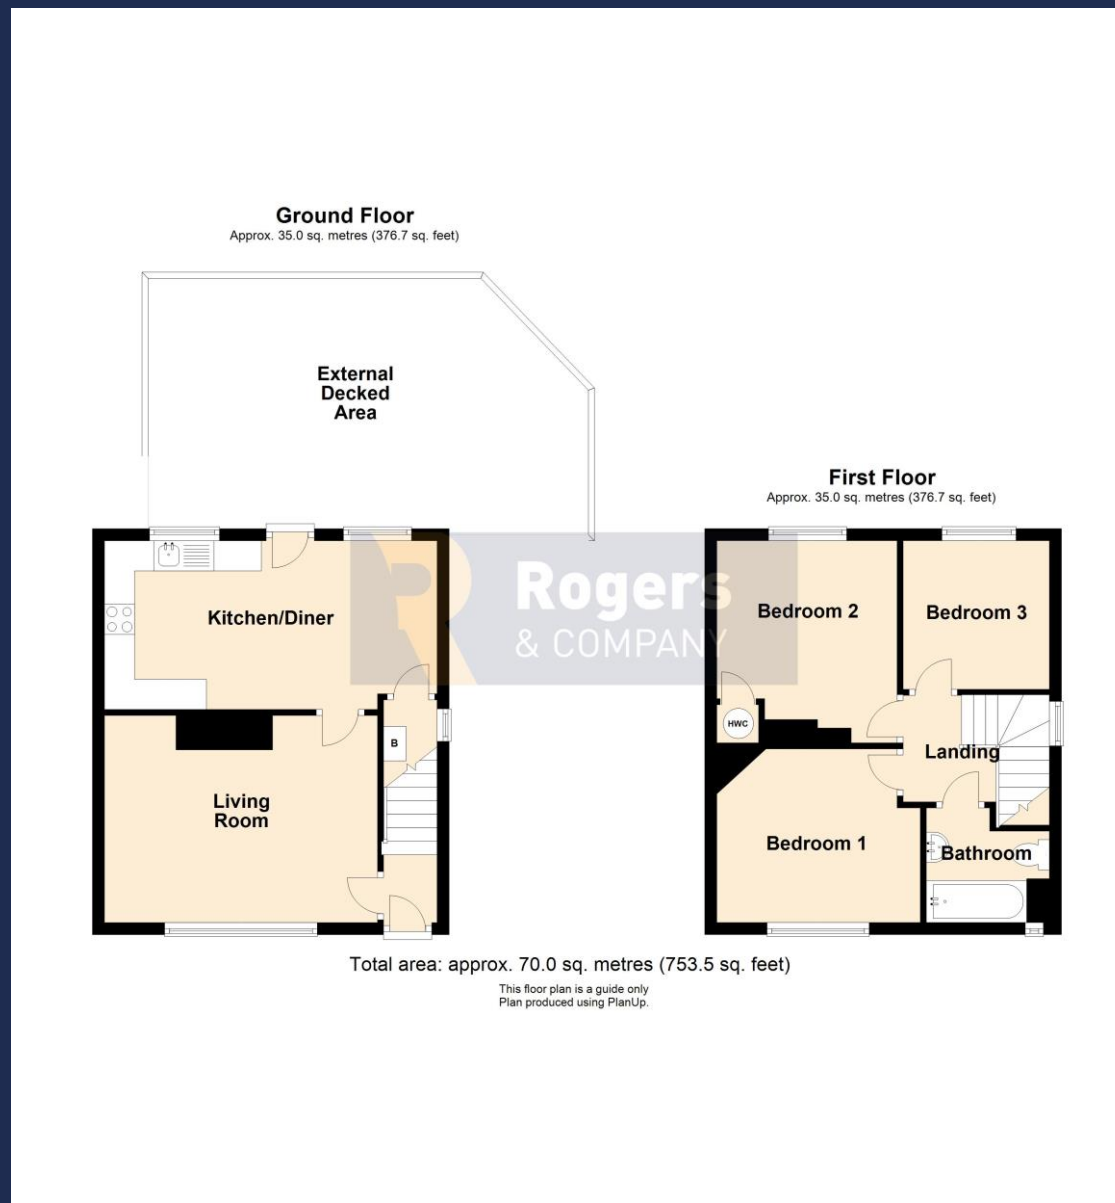 Ground Floor
Approx. 35.0 sq. metres (376.7 sq. feet)
External
Decked
Area
First Floor
Approx. 35.0 sq. metres (376.7 sq. feet)
Rogers
& COMPANY
Kitchen/Diner
Bedroom 2
Bedroom 3
HWC
B
Landing
Living
Room
Bedroom 1
Bathroom
Total area: approx. 70.0 sq. metres (753.5 sq. feet)
This floor plan is a guide only
Plan produced using PlanUp.